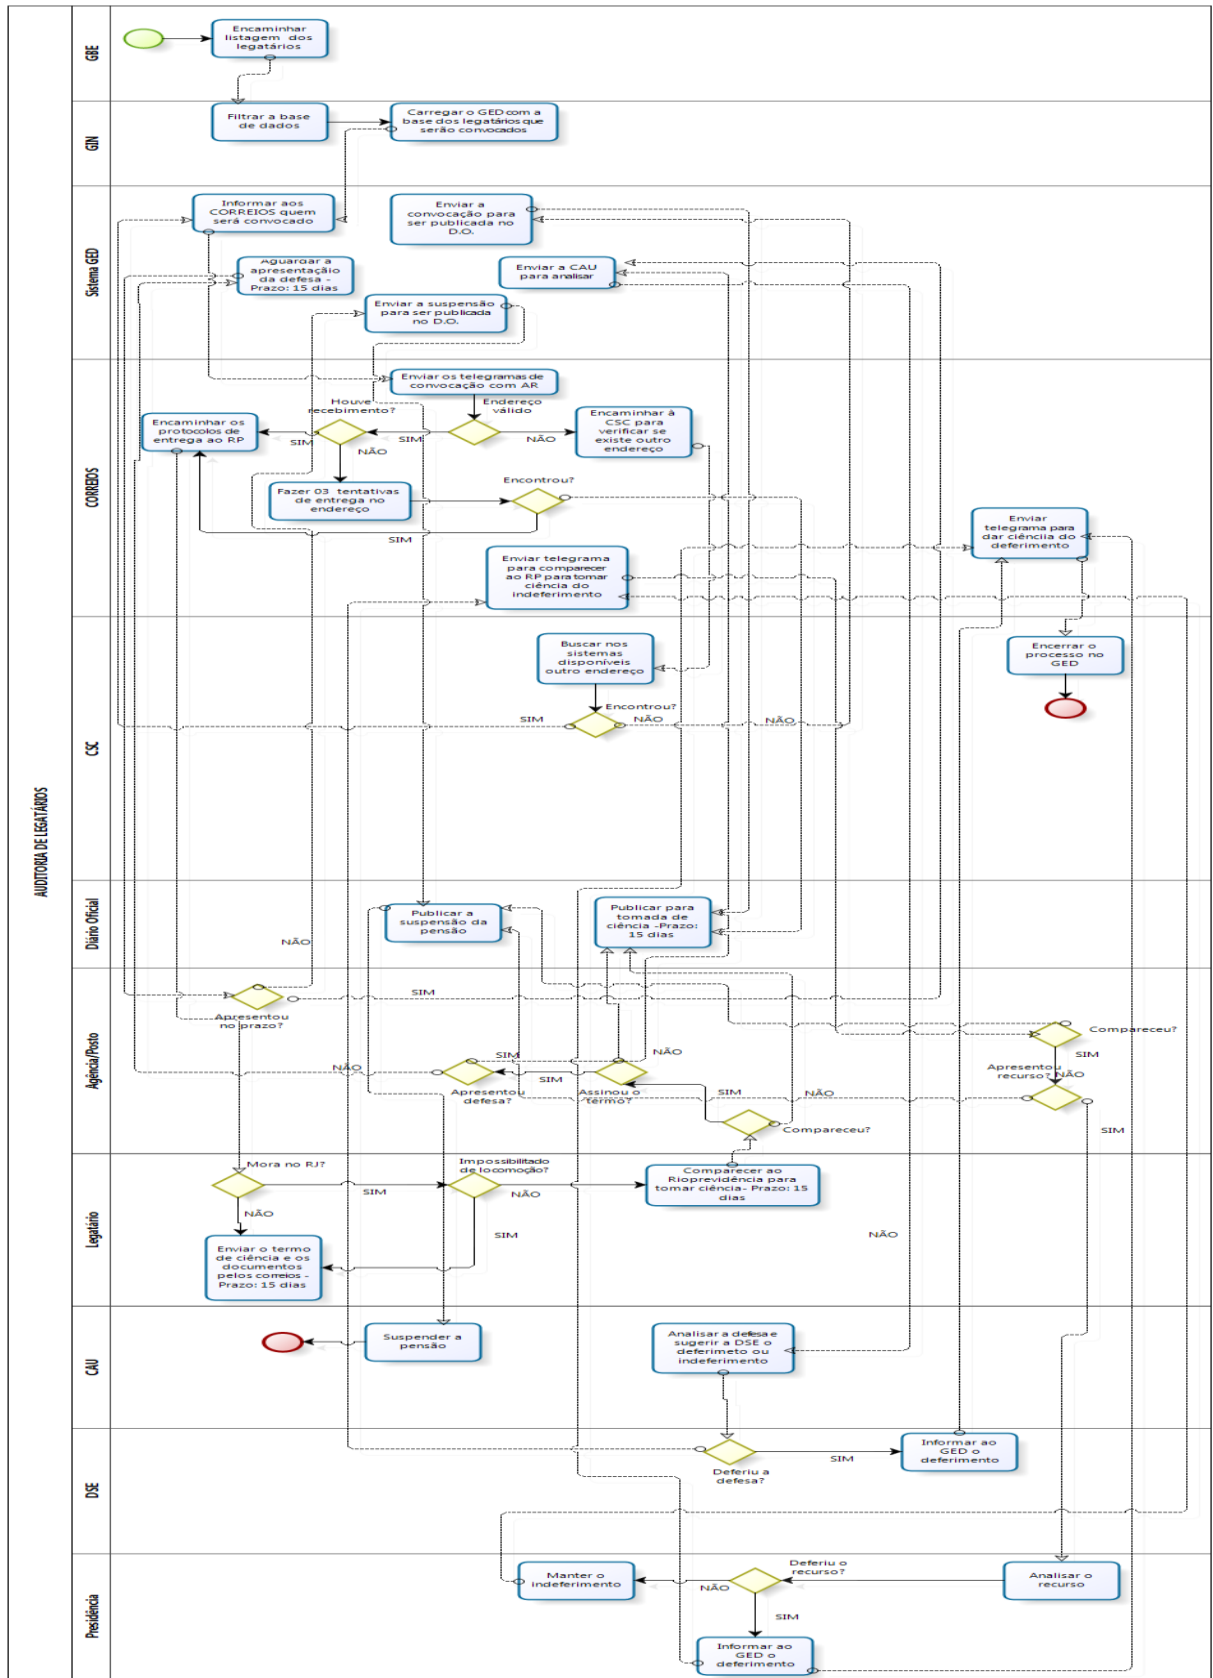 AUDITORIA DE LEGATÁRIOS
GBE
Encaminhar
listagem dos
legatários
GIN
Filtrar a base
de dados
Carregar o GED com a
base dos legatários que
serão convocados
Sistema GED
Informar aos
CORREIOS quem
será convocado
Enviar a
convocação para
ser publicada no
D.O.
Aguardar a
apresentação
da defesa -
Prazo: 15 dias
Enviar a CAU
para analisar
Enviar a suspensão
para ser publicada
no D.O.
CORREIOS
Enviar os telegramas de
convocação com AR
Houve
recebimento?
Endereço
válido
Encaminhar os
protocolos de
entrega ao RP
SIM
SIM
NÃO
NÃO
Encaminhar à
CSC para
verificar se
existe outro
endereço
Fazer 03 tentativas
de entrega no
endereço
Encontrou?
SIM
Enviar
telegrama para
dar ciênciia do
deferimento
Enviar telegrama
para comparecer
ao RP para tomar
ciência do
indeferimento
CSC
Buscar nos
sistemas
disponíveis
outro endereço
Encerrar o
processo no
GED
Encontrou?
SIM
NÃO
NÃO
Diário Oficial
Publicar a
suspensão da
pensão
Publicar para
tomada de
ciência -Prazo:
15 dias
NÃO
Agência/Posto
SIM
Apresentou
no prazo?
Compareceu?
SIM
NÃO
SIM
NÃO
SIM
Apresentou
defesa?
Assinou o
termo?
SIM
NÃO
Apresentou
recurso?
NÃO
SIM
Compareceu?
Legatário
Mora no RJ?
Impossibilitado
de locomoção?
SIM
NÃO
NÃO
SIM
Comparecer ao
Rioprevidência para
tomar ciência- Prazo: 15
dias
Enviar o termo
de ciência e os
documentos
pelos correios -
Prazo: 15 dias
NÃO
CAU
Suspender a
pensão
Analisar a defesa e
sugerir a DSE o
deferimeto ou
indeferimento
DSE
Deferiu a
defesa?
SIM
Informar ao
GED o
deferimento
Presidência
Manter o
indeferimento
Deferiu o
recurso?
NÃO
SIM
Analisar o
recurso
Informar ao
GED o
deferimento